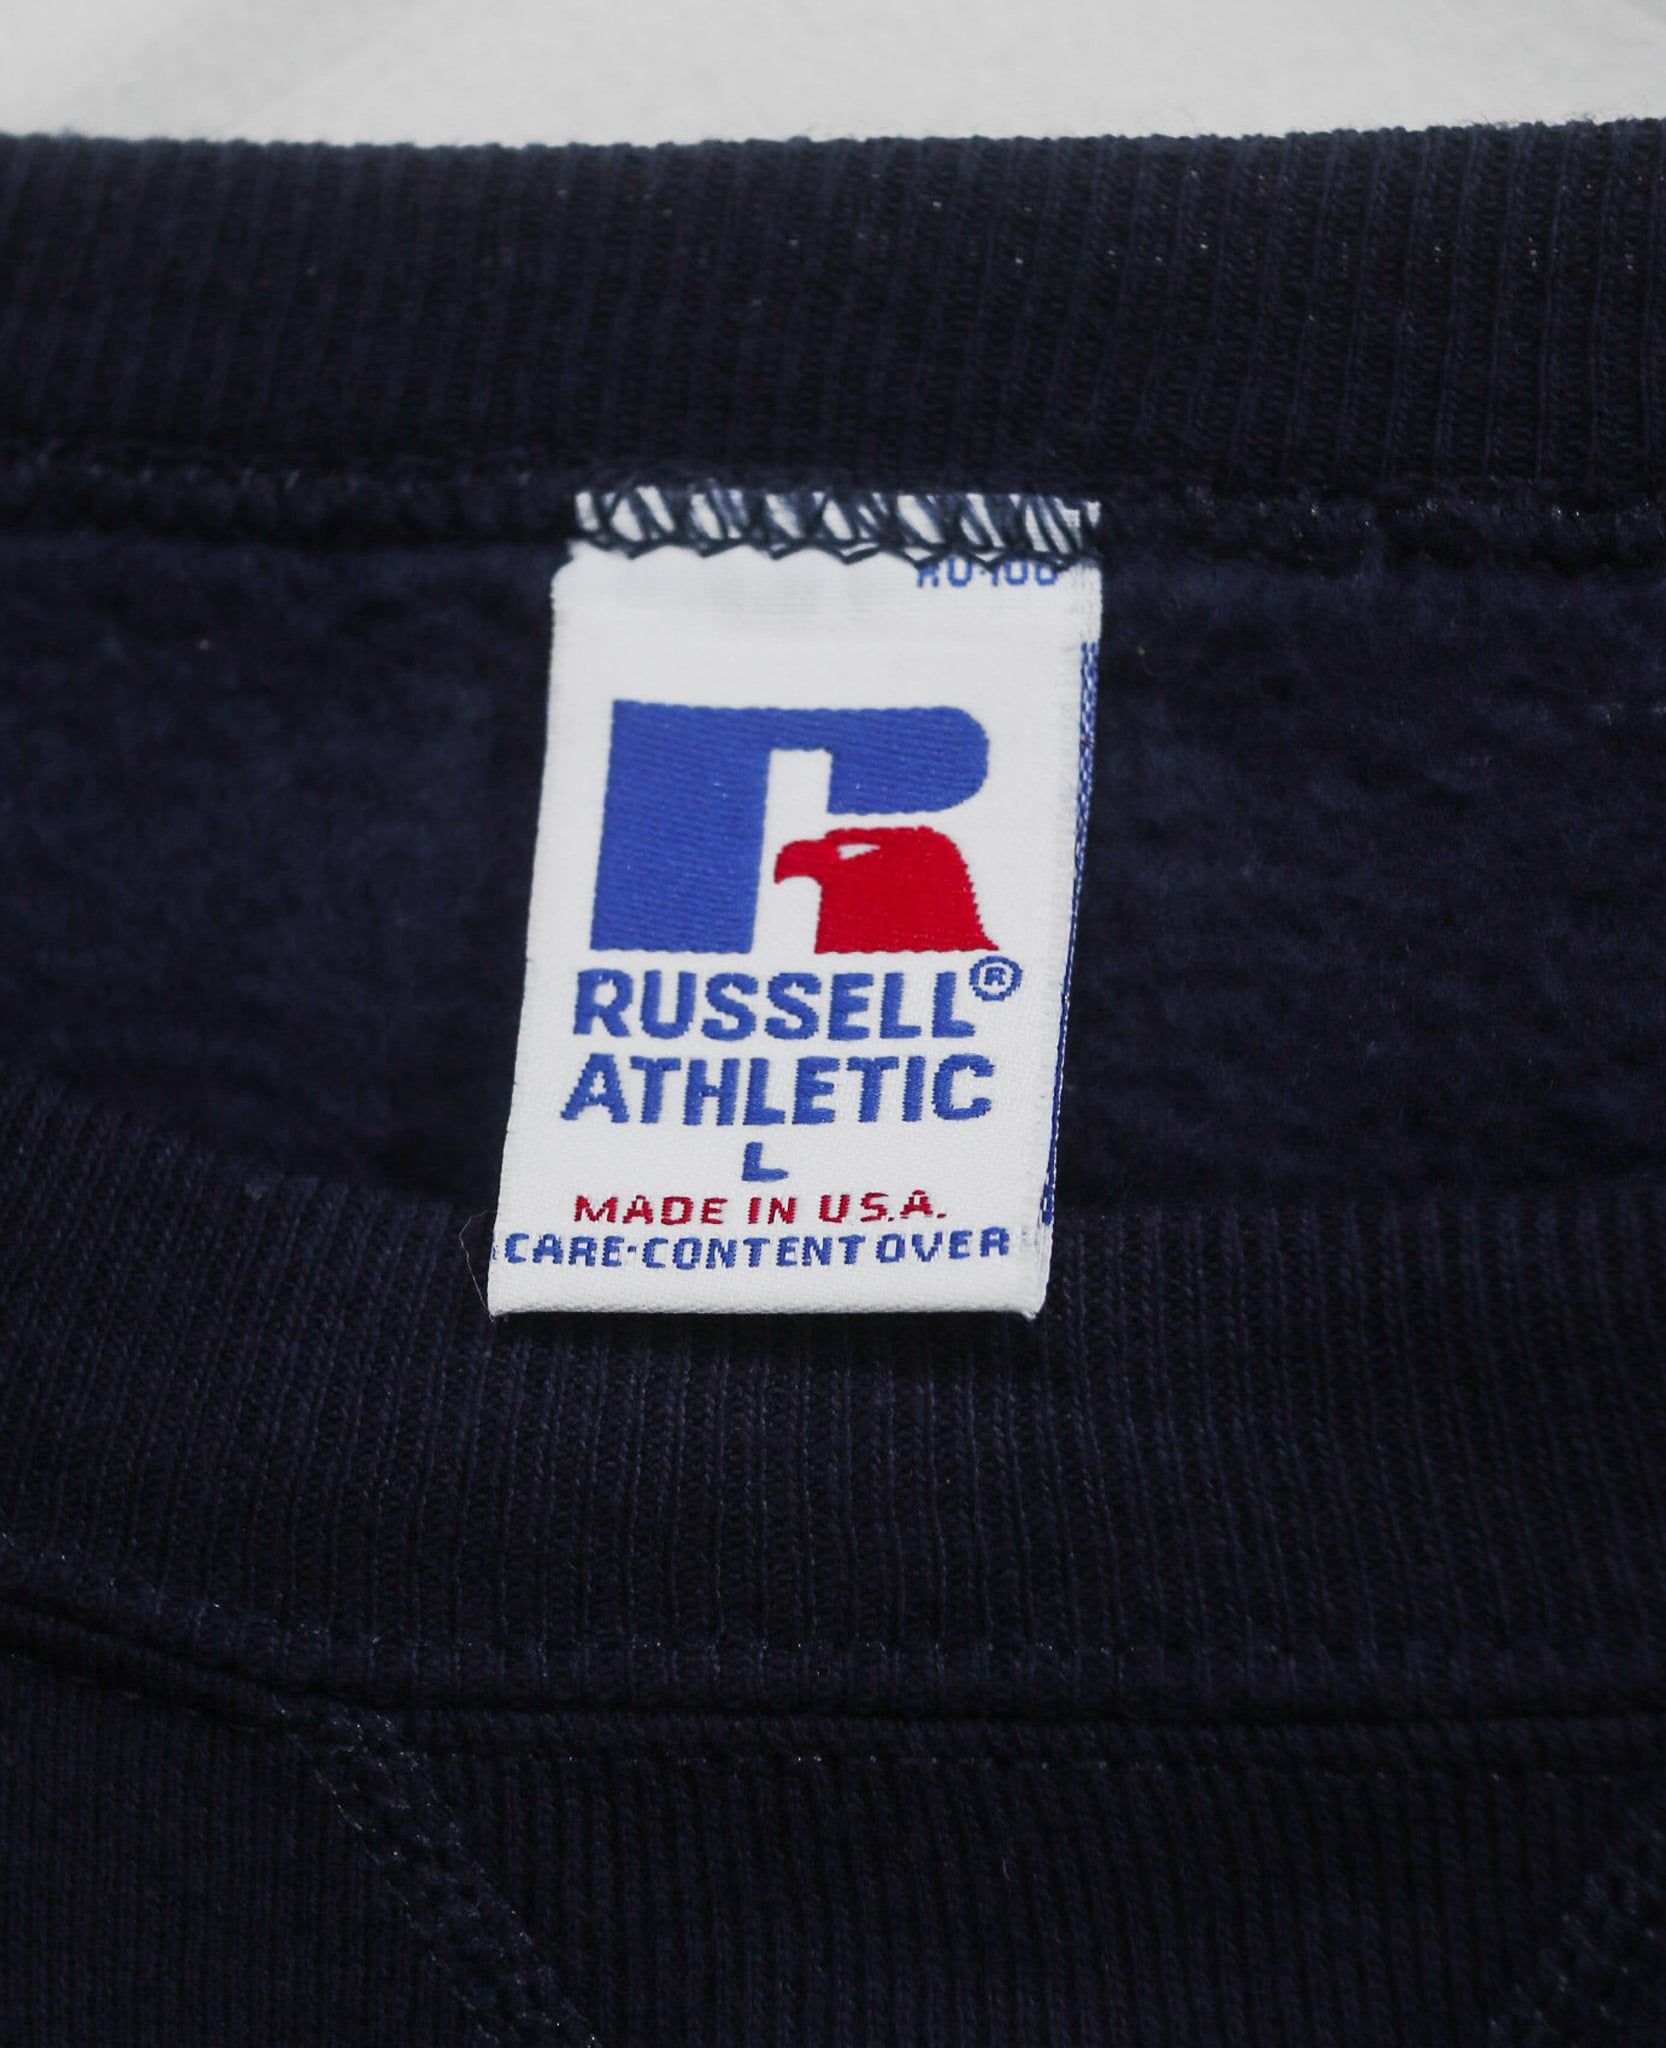 RUSSELL®
ATHLETIC
L
MADE IN U.S.A.
CARE·CONTENT OVER